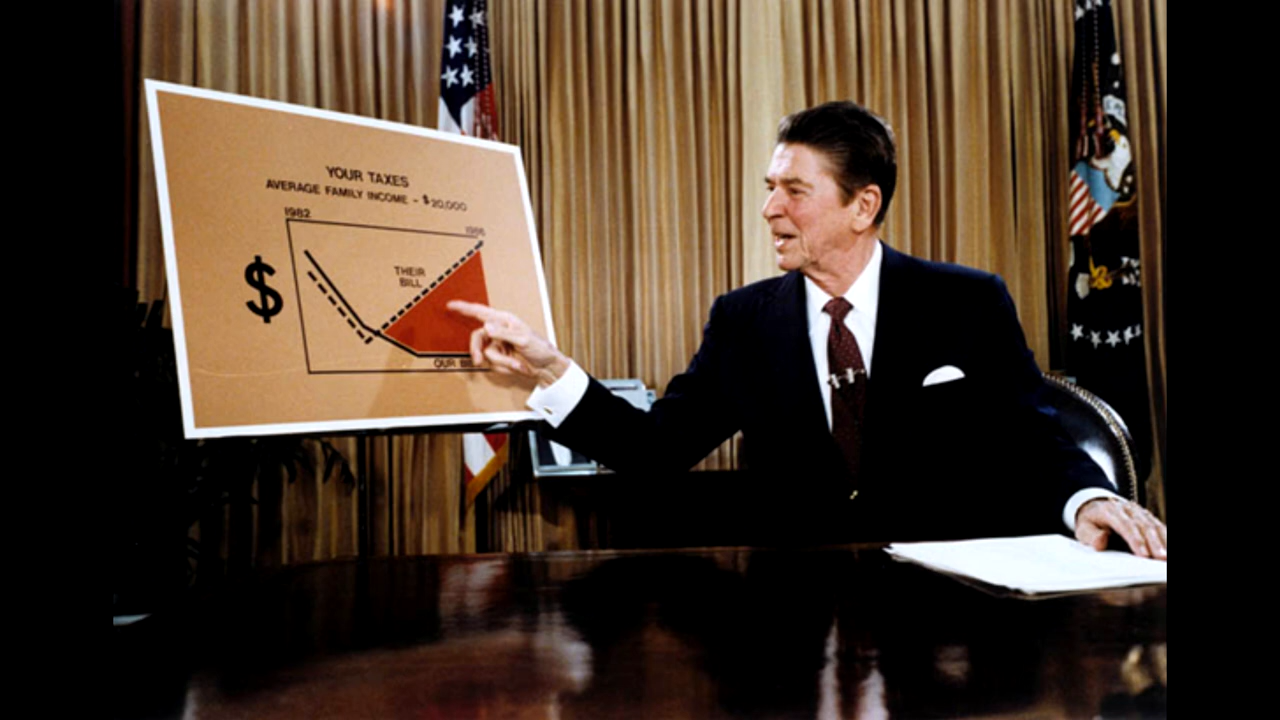 YOUR TAXES
AVERAGE FAMILY INCOME - $20,000
1982
1986
THEIR
BILL
$
OUR